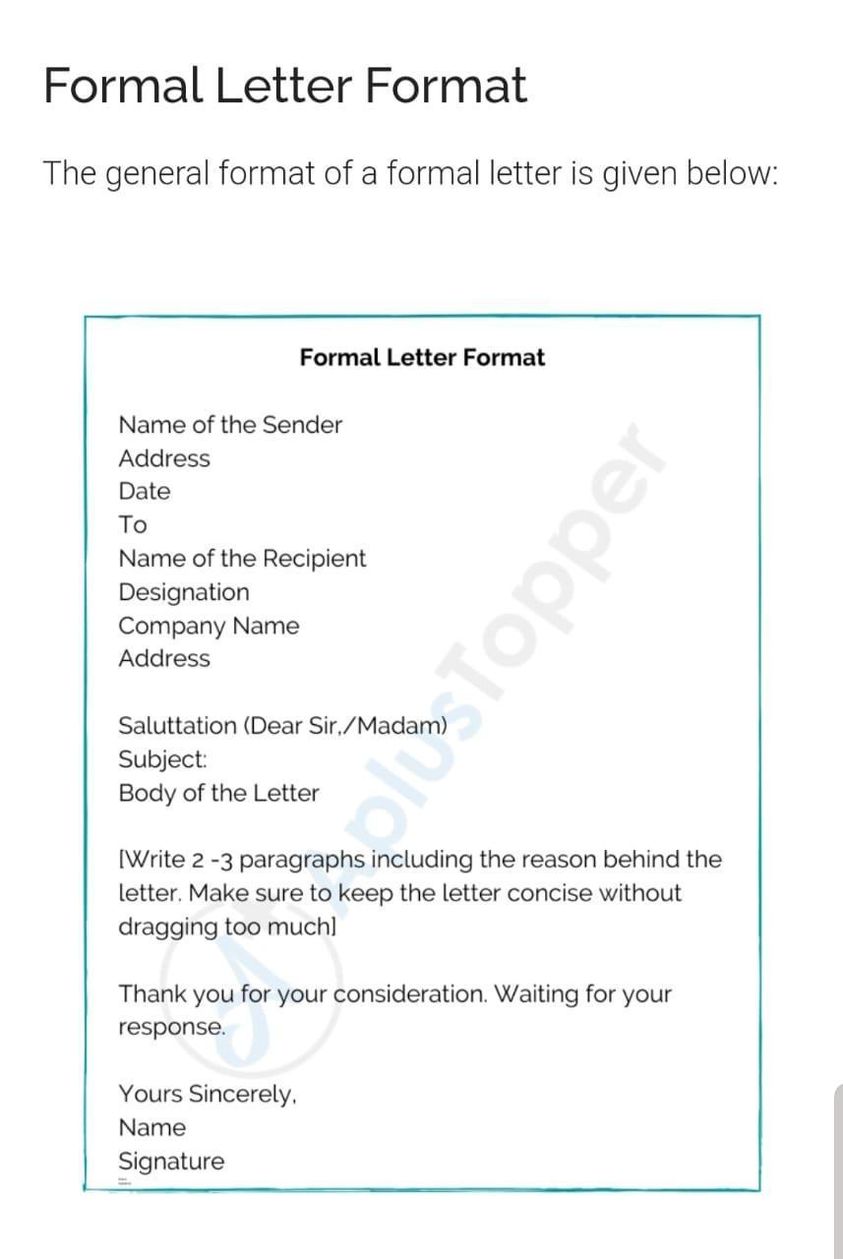 Formal Letter Format
The general format of a formal letter is given below:
Formal Letter Format
Name of the Sender
Address
Date
To
Name of the Recipient
Designation
Company Name
Address
Saluttation (Dear Sir,/Madam)
Subject:
Body of the Letter
[Write 2 -3 paragraphs including the reason behind the
letter. Make sure to keep the letter concise without
dragging too much]
Thank you for your consideration. Waiting for your
response.
Yours Sincerely,
Name
Signature
AplusTopper